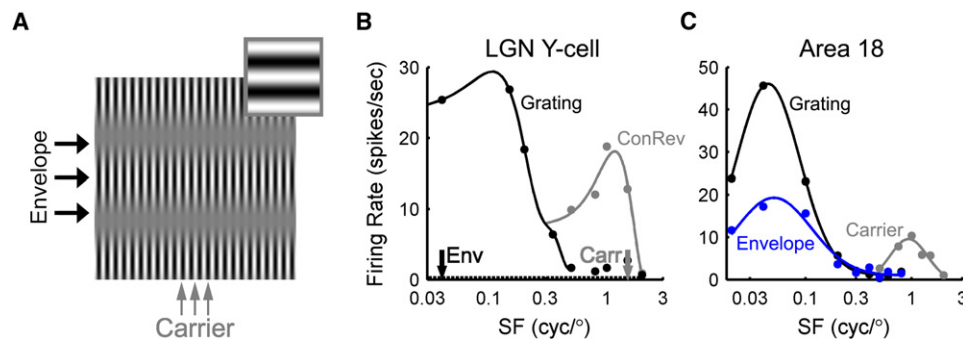 A
B
C
LGN Y-cell
Area 18
Envelope
Carrier
Firing Rate (spikes/sec)
30
20
10
0
Grating
ConRev
Env
Carr
0.03
0.1
0.3
1
3
SF (cyc/°)
50
40
30
20
10
0
Grating
Envelope
Carrier
0.03
0.1
0.3
1
3
SF (cyc/°)